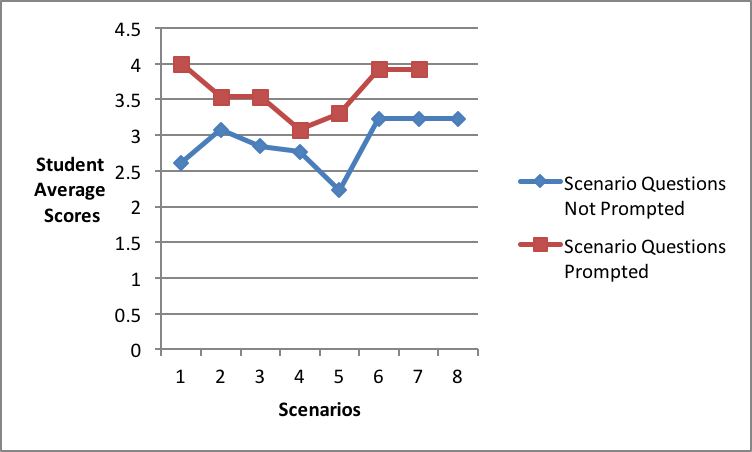 4.5
4
3.5
3
2.5
2
1.5
1
0.5
0
Student
Average
Scores
1 2 3 4 5 6 7 8
Scenarios
Scenario Questions
Not Prompted
Scenario Questions
Prompted